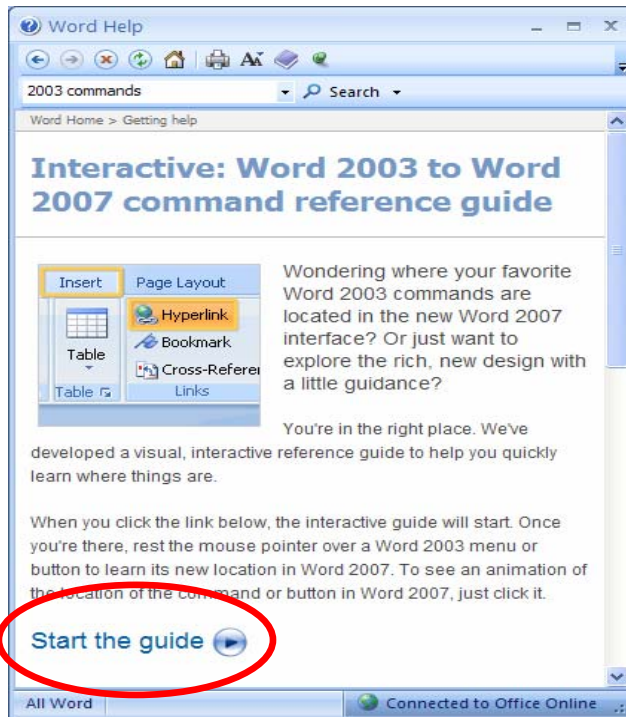 Word Help
2003 commands
Search
Word Home > Getting help
Interactive: Word 2003 to Word
2007 command reference guide
Insert Page Layout
Hyperlink
Bookmark
Table
Cross-Referer
Table Links
Wondering where your favorite
Word 2003 commands are
located in the new Word 2007
interface? Or just want to
explore the rich, new design with
a little guidance?
You're in the right place. We've
developed a visual, interactive reference guide to help you quickly
learn where things are.
When you click the link below, the interactive guide will start. Once
you're there, rest the mouse pointer over a Word 2003 menu or
button to learn its new location in Word 2007. To see an animation of
the location of the command or button in Word 2007, just click it.
Start the guide
All Word
Connected to Office Online